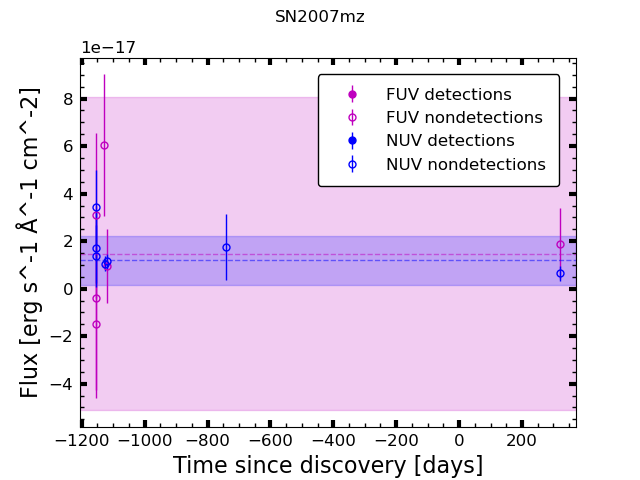 SN2007mz
1e−17
FUV detections
FUV nondetections
NUV detections
NUV nondetections
8
6
4
2
0
−2
−4
Flux [erg s^-1 Å^-1 cm^-2]
−1200 −1000 −800 −600 −400 −200 0 200
Time since discovery [days]